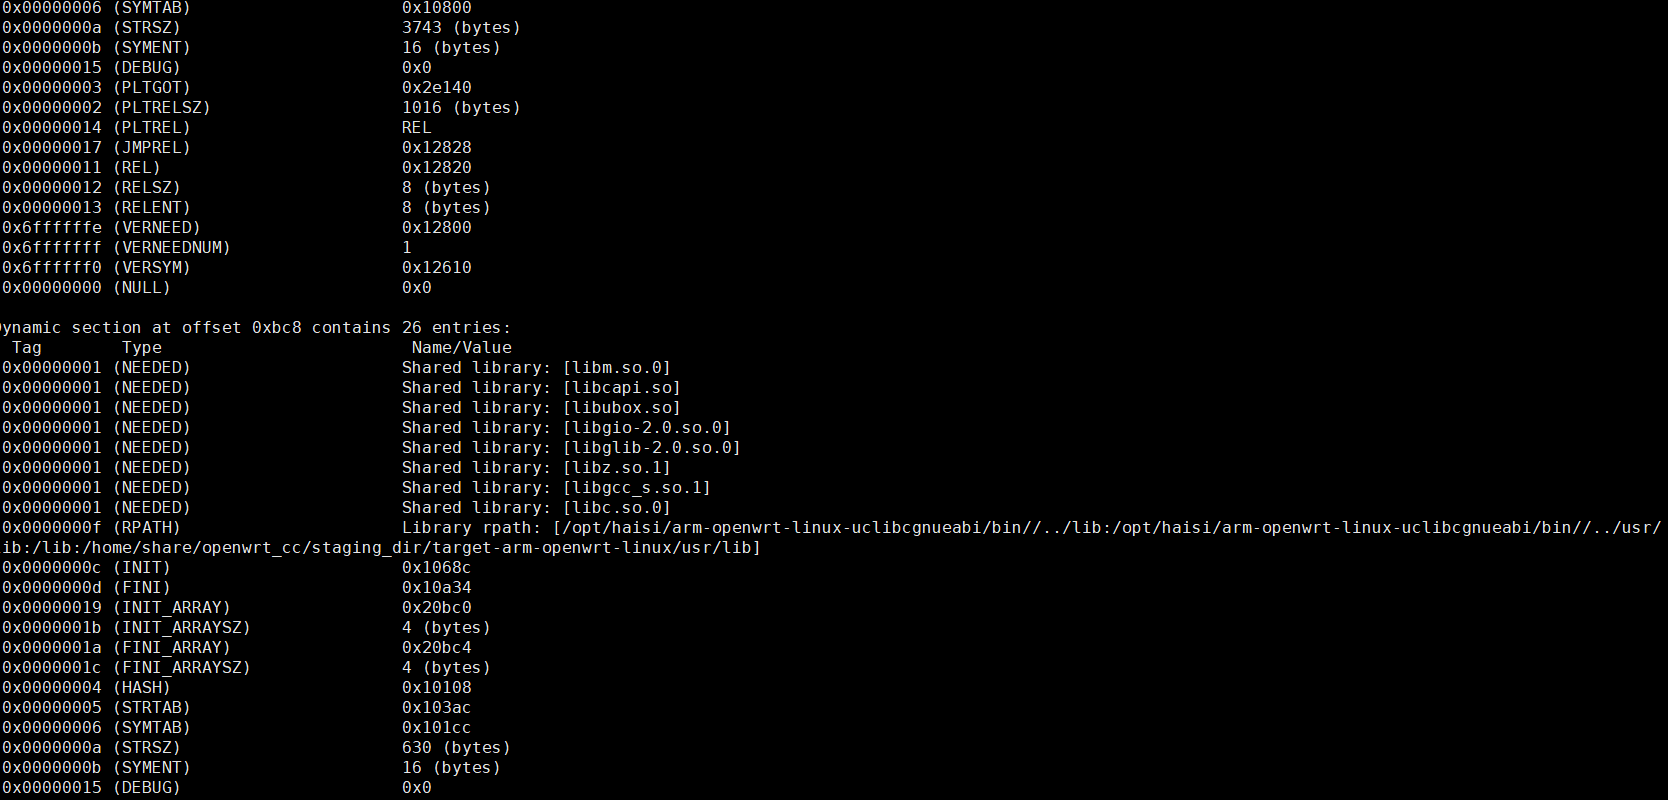 0x00000006 (SYMTAB) 0x10800
0x0000000a (STRSZ) 3743 (bytes)
0x0000000b (SYMENT) 16 (bytes)
0x00000015 (DEBUG) 0x0
0x00000003 (PLTGOT) 0x2e140
0x00000002 (PLTRELSZ) 1016 (bytes)
0x00000014 (PLTREL) REL
0x00000017 (JMPREL) 0x12828
0x00000011 (REL) 0x12820
0x00000012 (RELSZ) 8 (bytes)
0x00000013 (RELENT) 8 (bytes)
0x6ffffffe (VERNEED) 0x12800
0x6fffffff (VERNEEDNUM) 1
0x6ffffff0 (VERSYM) 0x12610
0x00000000 (NULL) 0x0

ynamic section at offset 0xbc8 contains 26 entries:
Tag Type Name/Value
0x00000001 (NEEDED) Shared library: [libm.so.0]
0x00000001 (NEEDED) Shared library: [libcapi.so]
0x00000001 (NEEDED) Shared library: [libubox.so]
0x00000001 (NEEDED) Shared library: [libgio-2.0.so.0]
0x00000001 (NEEDED) Shared library: [libglib-2.0.so.0]
0x00000001 (NEEDED) Shared library: [libz.so.1]
0x00000001 (NEEDED) Shared library: [libgcc_s.so.1]
0x00000001 (NEEDED) Shared library: [libc.so.0]
0x0000000f (RPATH) Library rpath: [/opt/haisi/arm-openwrt-linux-uclibcgnueabi/bin//../lib:/opt/haisi/arm-openwrt-linux-uclibcgnueabi/bin//../usr/
ib:/lib:/home/share/openwrt_cc/staging_dir/target-arm-openwrt-linux/usr/lib]
0x0000000c (INIT) 0x1068c
0x0000000d (FINI) 0x10a34
0x00000019 (INIT_ARRAY) 0x20bc0
0x0000001b (INIT_ARRAYSZ) 4 (bytes)
0x0000001a (FINI_ARRAY) 0x20bc4
0x0000001c (FINI_ARRAYSZ) 4 (bytes)
0x00000004 (HASH) 0x10108
0x00000005 (STRTAB) 0x103ac
0x00000006 (SYMTAB) 0x101cc
0x0000000a (STRSZ) 630 (bytes)
0x0000000b (SYMENT) 16 (bytes)
0x00000015 (DEBUG) 0x0